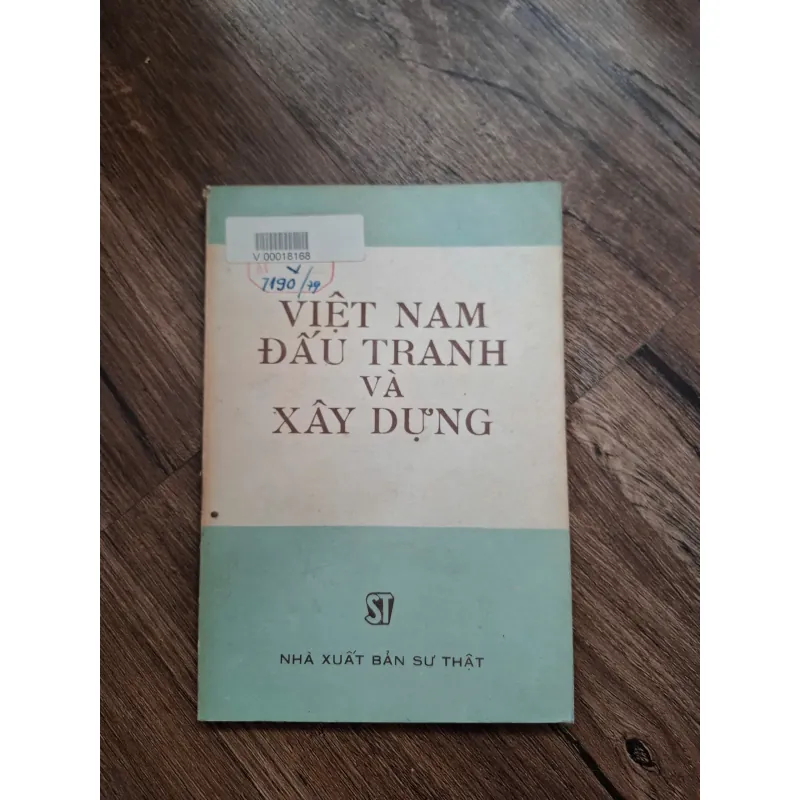 V 00018168
V
7190/79
VIỆT NAM
ĐẤU TRANH
VÀ
XÂY DỰNG
ST
NHÀ XUẤT BẢN SỰ THẬT